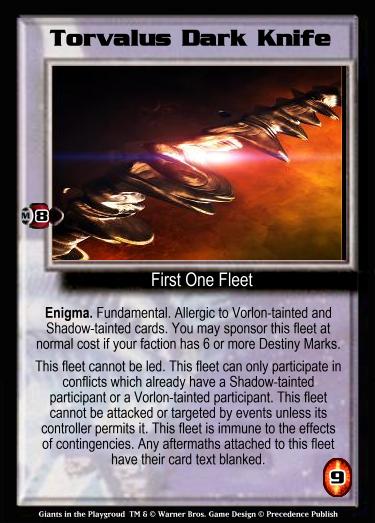 Torvalus Dark Knife
M 8
First One Fleet
Enigma. Fundamental. Allergic to Vorlon-tainted and
Shadow-tainted cards. You may sponsor this fleet at
normal cost if your faction has 6 or more Destiny Marks.
This fleet cannot be led. This fleet can only participate in
conflicts which already have a Shadow-tainted
participant or a Vorlon-tainted participant. This fleet
cannot be attacked or targeted by events unless its
controller permits it. This fleet is immune to the effects
of contingencies. Any aftermaths attached to this fleet
have their card text blanked.
9
Giants in the Playgroud TM & © Warner Bros. Game Design © Precedence Publish